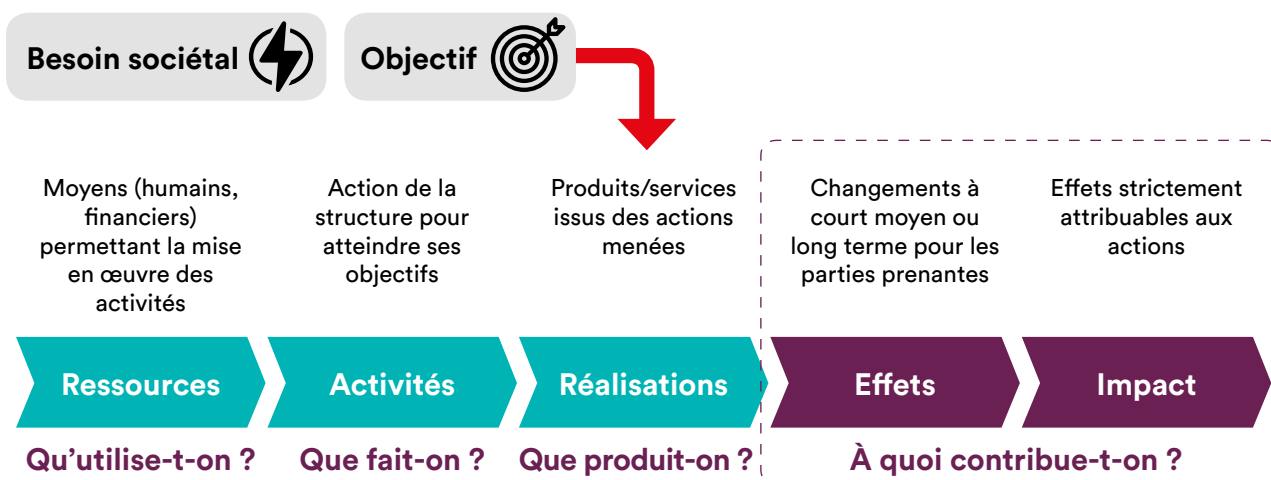 Besoin sociétal
Objectif
Moyens (humains,
financiers)
permettant la mise
en œuvre des
activités
Action de la
structure pour
atteindre ses
objectifs
Produits/services
issus des actions
menées
Changements à
court moyen ou
long terme pour les
parties prenantes
Effets strictement
attribuables aux
actions
Ressources
Activités
Réalisations
Effets
Impact
Qu’utilise-t-on ?
Que fait-on ?
Que produit-on ?
À quoi contribue-t-on ?